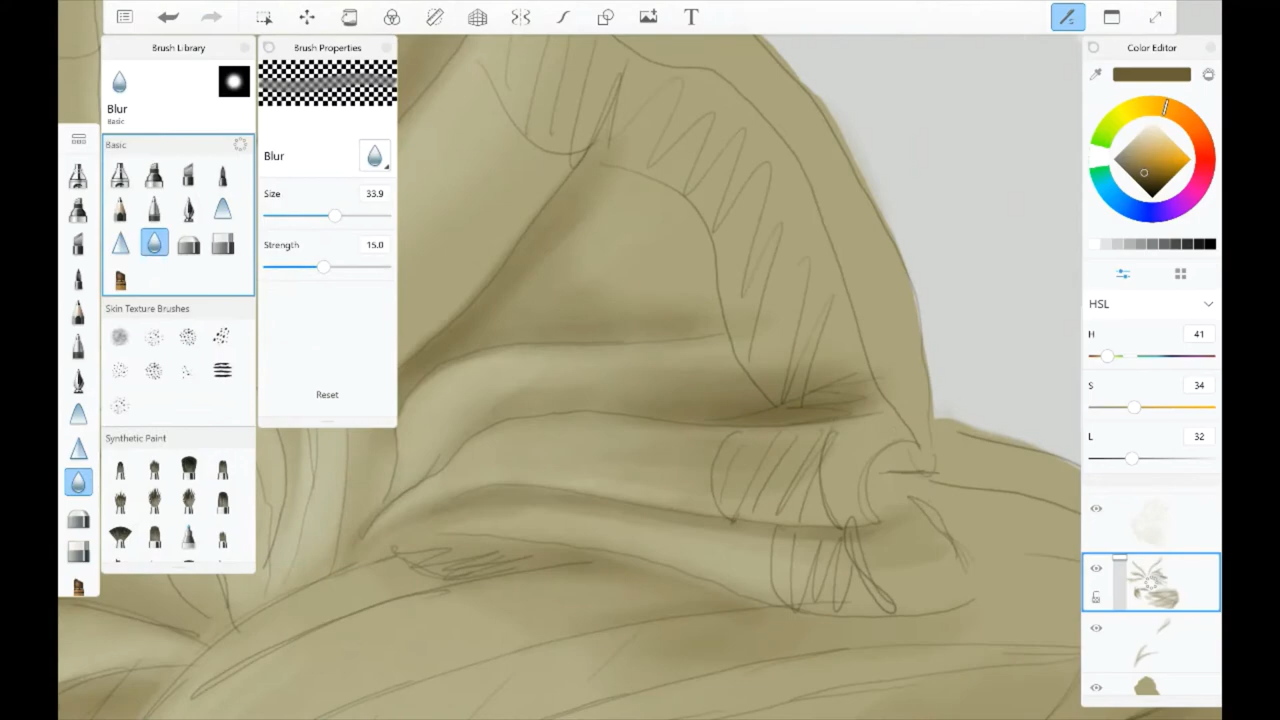 T
Brush Library
Blur
Basic
Basic
Skin Texture Brushes
Synthetic Paint
Brush Properties
Blur
Size 33.9
Strength 15.0
Reset
Color Editor
HSL
H 41
S 34
L 32